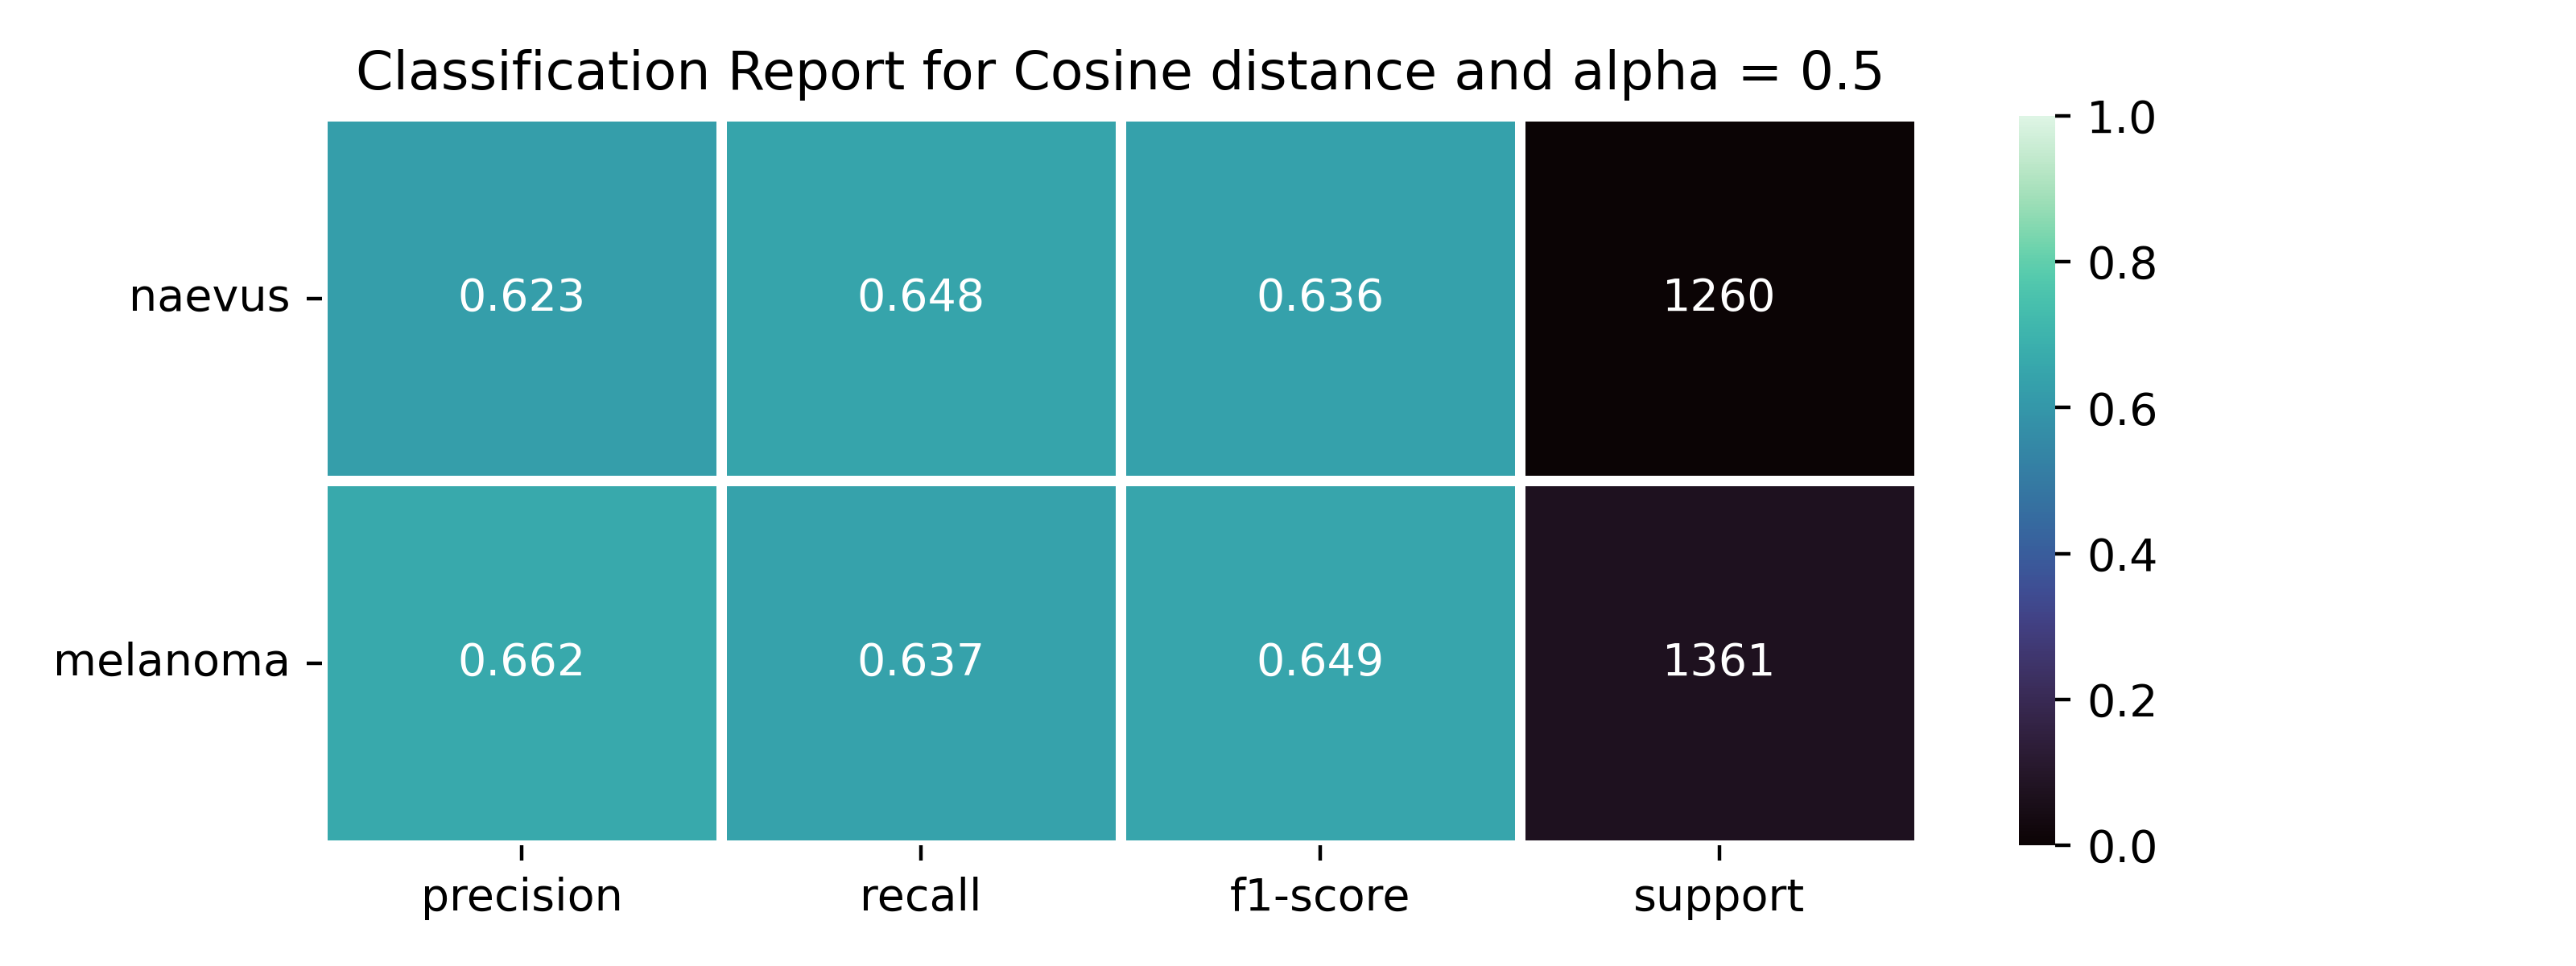 Classification Report for Cosine distance and alpha = 0.5
naevus 0.623 0.648 0.636 1260
melanoma 0.662 0.637 0.649 1361
precision recall f1-score support
1.0
0.8
0.6
0.4
0.2
0.0